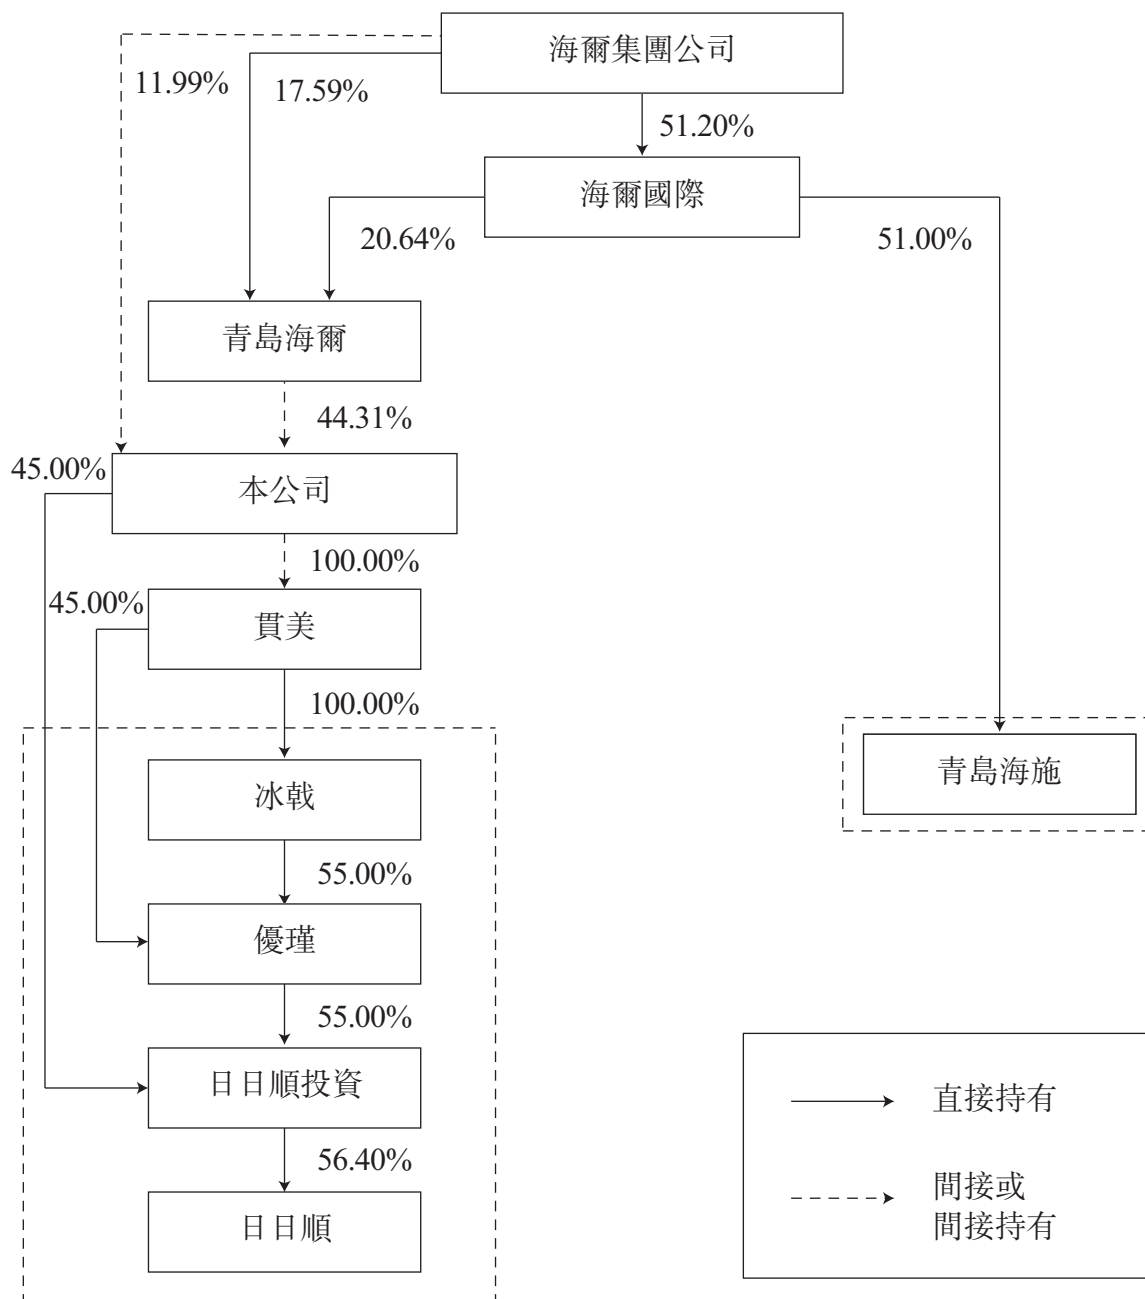 海爾集團公司
11.99%
17.59%
51.20%
海爾國際
20.64%
51.00%
青島海爾
44.31%
45.00%
本公司
100.00%
45.00%
貫美
100.00%
冰戟
青島海施
55.00%
優瑾
55.00%
日日順投資
直接持有
56.40%
間接或
間接持有
日日順